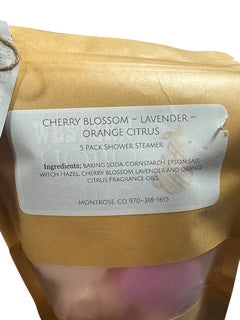 CHERRY BLOSSOM ~ LAVENDER ~
ORANGE CITRUS
5 PACK SHOWER STEAMER
Ingredients: BAKING SODA, CORNSTARCH, EPSON SALT,
WITCH HAZEL, CHERRY BLOSSOM, LAVENDER AND ORANGE
CITRUS FRAGRANCE OILS.
MONTROSE, CO 970-318-1615